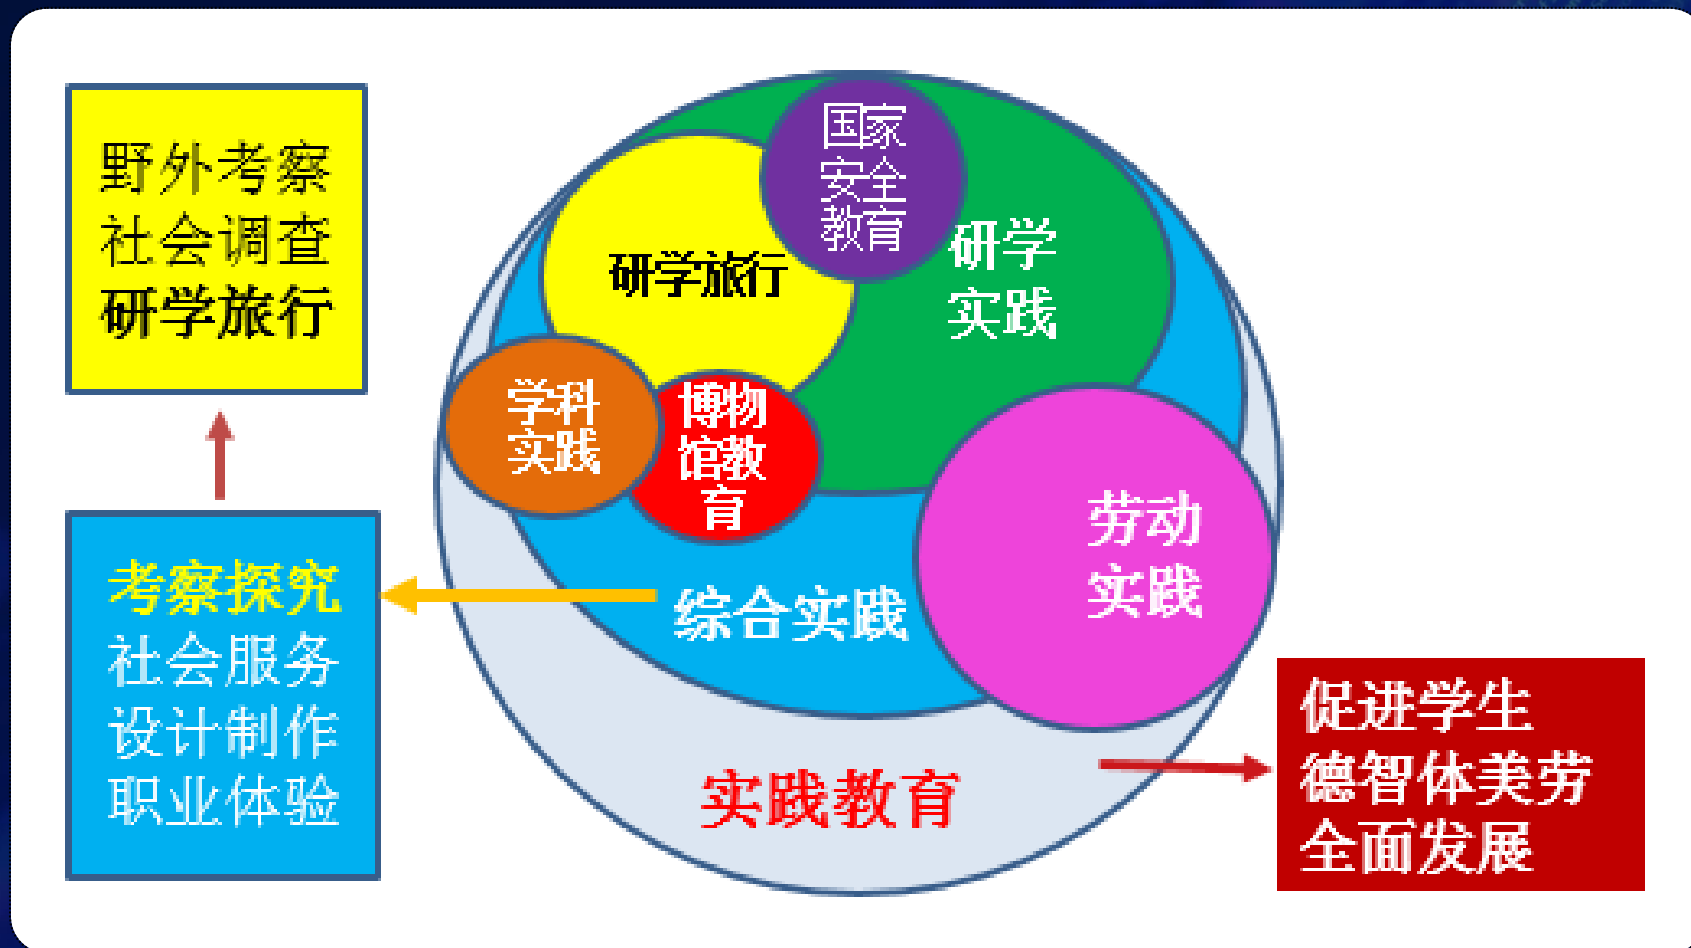 野外考察
社会调查
研学旅行
考察探究
社会服务
设计制作
职业体验
国家
安全
教育
研学旅行
研学
实践
学科
实践
博物
馆教
育
劳动
实践
综合实践
实践教育
促进学生
德智体美劳
全面发展